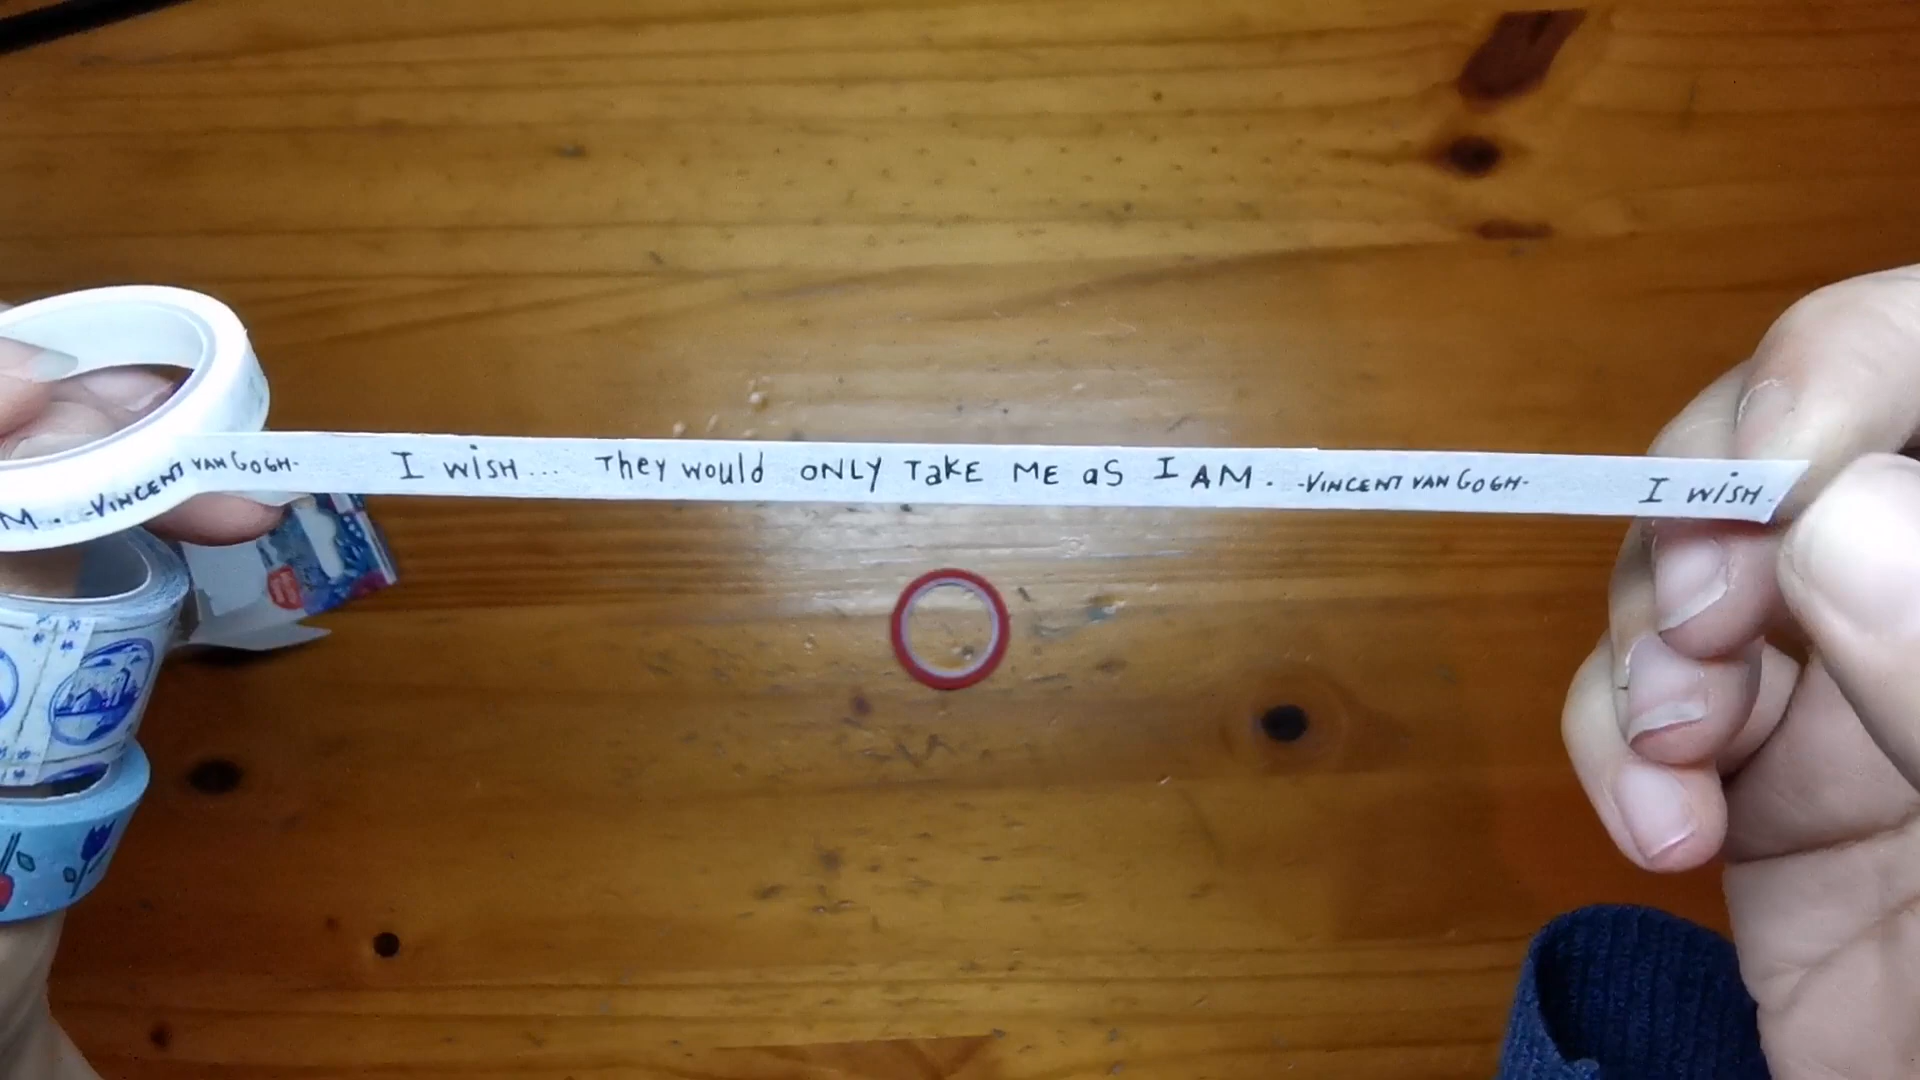 M. -VINCENT VAN GOGH- I WiSH... They would ONLY TaKE ME aS I AM. -VINCENT VAN GOGH- I WiSH.